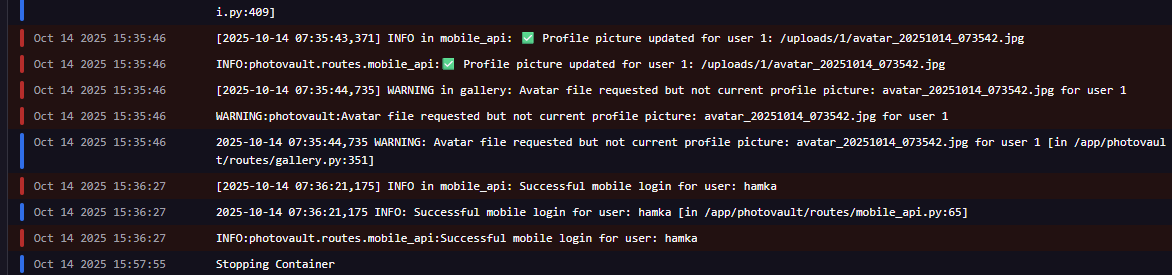 i.py:409]
Oct 14 2025 15:35:46 [2025-10-14 07:35:43,371] INFO in mobile_api: ✅ Profile picture updated for user 1: /uploads/1/avatar_20251014_073542.jpg
Oct 14 2025 15:35:46 INFO:photovault.routes.mobile_api:✅ Profile picture updated for user 1: /uploads/1/avatar_20251014_073542.jpg
Oct 14 2025 15:35:46 [2025-10-14 07:35:44,735] WARNING in gallery: Avatar file requested but not current profile picture: avatar_20251014_073542.jpg for user 1
Oct 14 2025 15:35:46 WARNING:photovault:Avatar file requested but not current profile picture: avatar_20251014_073542.jpg for user 1
Oct 14 2025 15:35:46 2025-10-14 07:35:44,735 WARNING: Avatar file requested but not current profile picture: avatar_20251014_073542.jpg for user 1 [in /app/photovaul
t/routes/gallery.py:351]
Oct 14 2025 15:36:27 [2025-10-14 07:36:21,175] INFO in mobile_api: Successful mobile login for user: hamka
Oct 14 2025 15:36:27 2025-10-14 07:36:21,175 INFO: Successful mobile login for user: hamka [in /app/photovault/routes/mobile_api.py:65]
Oct 14 2025 15:36:27 INFO:photovault.routes.mobile_api:Successful mobile login for user: hamka
Oct 14 2025 15:57:55 Stopping Container